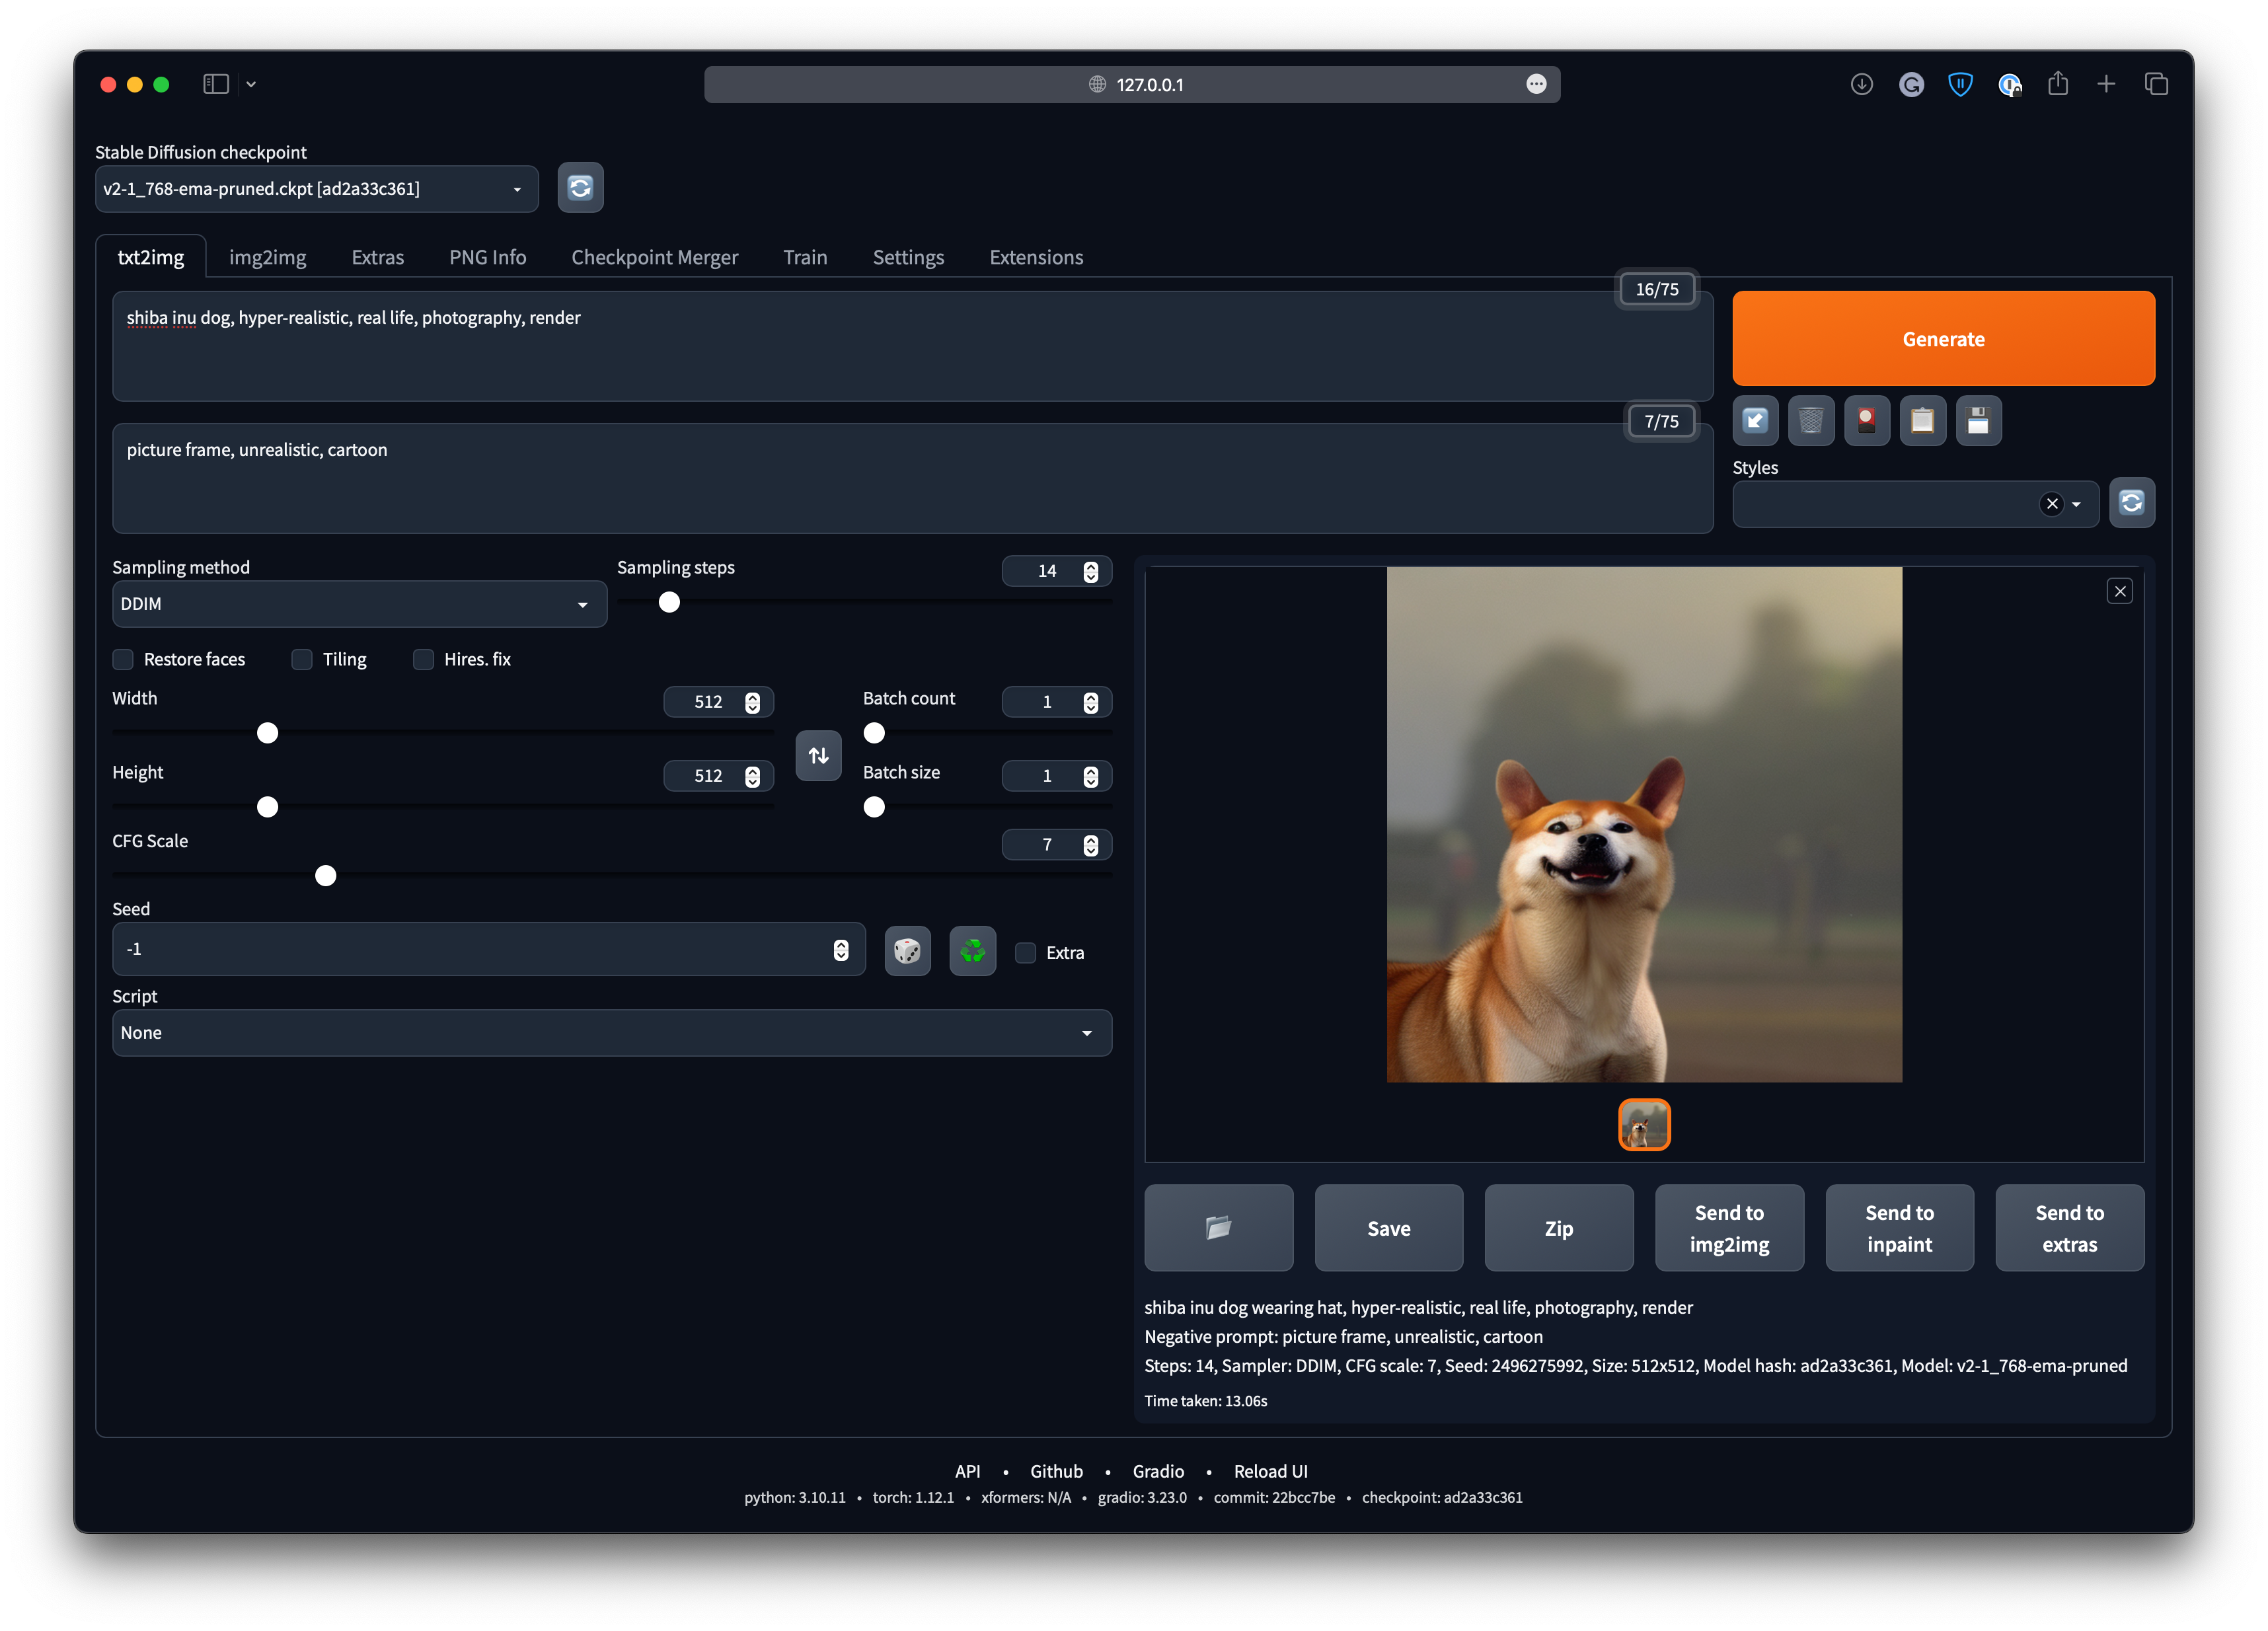 127.0.0.1
Stable Diffusion checkpoint
v2-1_768-ema-pruned.ckpt [ad2a33c361]
txt2img img2img Extras PNG Info Checkpoint Merger Train Settings Extensions
16/75
shiba inu dog, hyper-realistic, real life, photography, render
Generate
7/75
picture frame, unrealistic, cartoon
Styles
Sampling method
DDIM
Sampling steps
14
Restore faces Tiling Hires. fix
Width
512
Batch count
1
Height
512
Batch size
1
CFG Scale
7
Seed
-1
Extra
Script
None
Save
Zip
Send to
img2img
Send to
inpaint
Send to
extras
shiba inu dog wearing hat, hyper-realistic, real life, photography, render
Negative prompt: picture frame, unrealistic, cartoon
Steps: 14, Sampler: DDIM, CFG scale: 7, Seed: 2496275992, Size: 512x512, Model hash: ad2a33c361, Model: v2-1_768-ema-pruned
Time taken: 13.06s
API • Github • Gradio • Reload UI
python: 3.10.11 • torch: 1.12.1 • xformers: N/A • gradio: 3.23.0 • commit: 22bcc7be • checkpoint: ad2a33c361